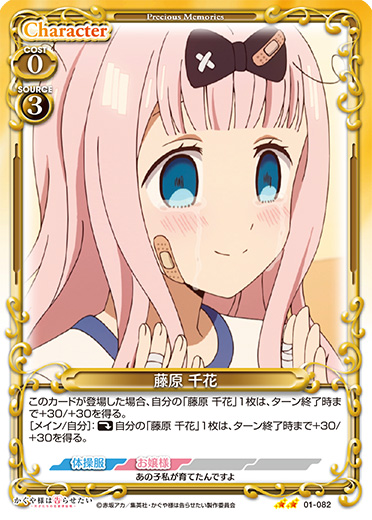 Precious Memories
Character
COST
0
SOURCE
3
藤原 千花
このカードが登場した場合、自分の「藤原 千花」1枚は、ターン終了時ま
で+30/+30を得る。
[メイン/自分]:自分の「藤原 千花」1枚は、ターン終了時まで+30/
+30を得る。
体操服
お嬢様
あの子私が育てたんですよ
かぐや様は告らせたい
©赤坂アカ/集英社・かぐや様は告らせたい製作委員会
01-082